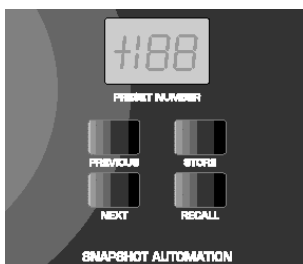 +188
PRESET NUMBER
PREVIOUS STORE
NEXT RECALL
SNAPSHOT AUTOMATION